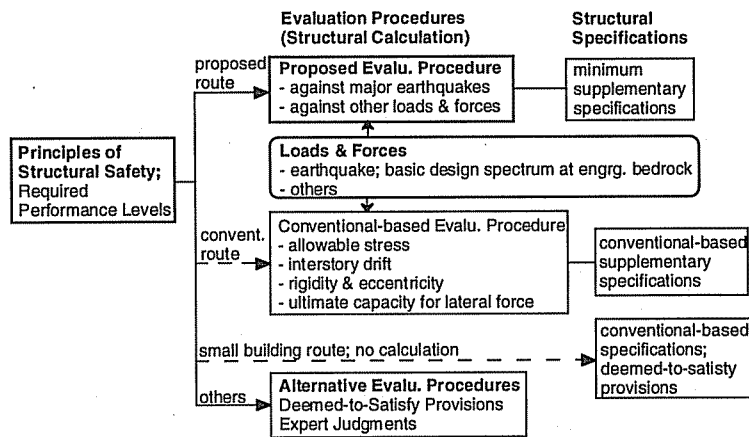 Evaluation Procedures
(Structural Calculation)
Structural
Specifications
proposed
route
Proposed Evalu. Procedure
- against major earthquakes
- against other loads & forces
minimum
supplementary
specifications
Principles of
Structural Safety;
Required
Performance Levels
Loads & Forces
- earthquake; basic design spectrum at engrg. bedrock
- others
convent.
route
Conventional-based Evalu. Procedure
- allowable stress
- interstory drift
- rigidity & eccentricity
- ultimate capacity for lateral force
conventional-based
supplementary
specifications
small building route; no calculation
conventional-based
specifications;
deemed-to-satisty
provisions
others
Alternative Evalu. Procedures
Deemed-to-Satisfy Provisions
Expert Judgments